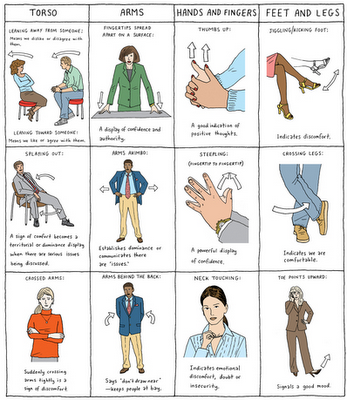 TORSO
ARMS
HANDS AND FINGERS
FEET AND LEGS
LEANING AWAY FROM SOMEONE:
Means we dislike or disagree with
them.
LEANING TOWARD SOMEONE:
Means we like or agree with them.
FINGERTIPS SPREAD
APART ON A SURFACE:
A display of confidence and
authority.
THUMBS UP:
A good indication of
positive thoughts.
JIGGLING/KICKING FOOT:
Indicates discomfort.
SPLAYING OUT:
A sign of comfort becomes a
territorial or dominance display
when there are serious issues
being discussed.
ARMS AKIMBO:
Establishes dominance or
communicates there
are "issues."
STEEPLING:
(FINGERTIP TO FINGERTIP)
A powerful display
of confidence.
CROSSING LEGS:
Indicates we are
comfortable.
CROSSED ARMS:
Suddenly crossing
arms tightly is a
sign of discomfort
ARMS BEHIND THE BACK:
Says "don't draw near"
—keeps people at bay.
NECK TOUCHING:
Indicates emotional
discomfort, doubt or
insecurity.
TOE POINTS UPWARD:
Signals a good mood.